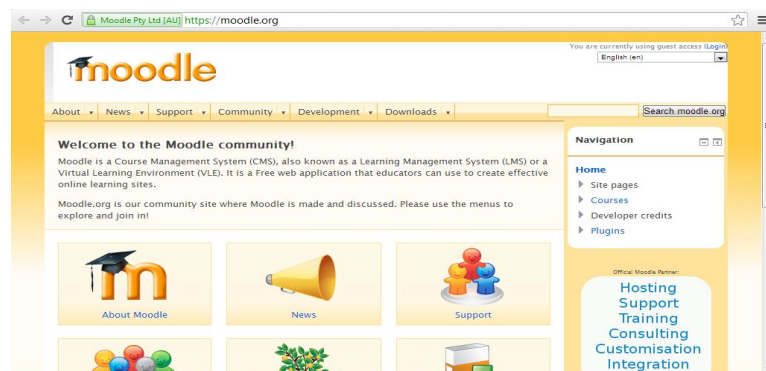 Moodle Pty Ltd [AU] https://moodle.org
You are currently using guest access (Login)
English (en)
moodle
About News Support Community Development Downloads
Search moodle.org
Welcome to the Moodle community!
Moodle is a Course Management System (CMS), also known as a Learning Management System (LMS) or a
Virtual Learning Environment (VLE). It is a Free web application that educators can use to create effective
online learning sites.
Moodle.org is our community site where Moodle is made and discussed. Please use the menus to
explore and join in!
m
About Moodle
News
Support
Navigation
Home
Site pages
Courses
Developer credits
Plugins
Official Moodle Partner:
Hosting
Support
Training
Consulting
Customisation
Integration